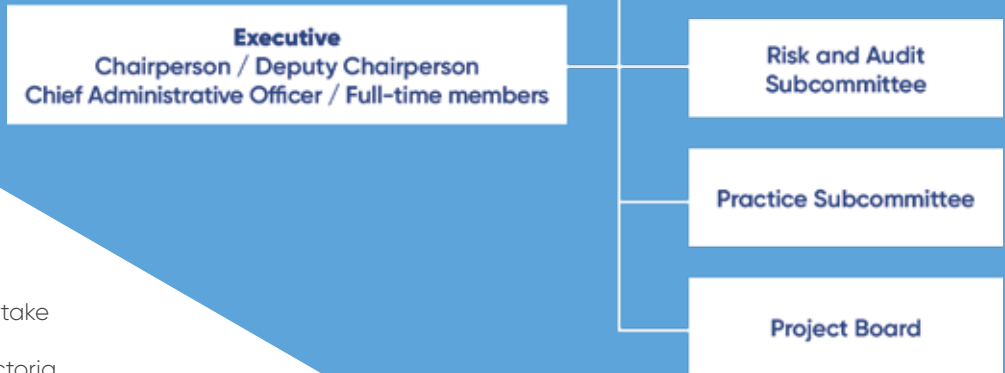 Executive
Chairperson / Deputy Chairperson
Chief Administrative Officer / Full-time members
Risk and Audit
Subcommittee
Practice Subcommittee
Project Board
take